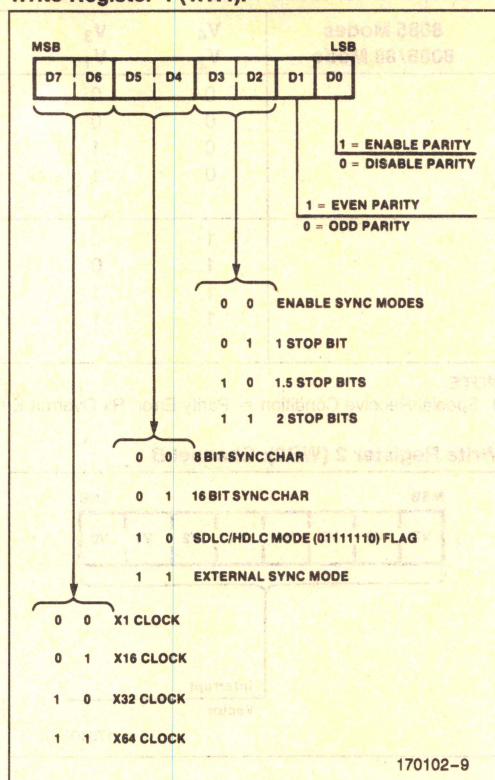 Write Register 4 (WR4):
MSB LSB
D7 D6 D5 D4 D3 D2 D1 D0
1 = ENABLE PARITY
0 = DISABLE PARITY
1 = EVEN PARITY
0 = ODD PARITY
0 0 ENABLE SYNC MODES
0 1 1 STOP BIT
1 0 1.5 STOP BITS
1 1 2 STOP BITS
0 0 8 BIT SYNC CHAR
0 1 16 BIT SYNC CHAR
1 0 SDLC/HDLC MODE (01111110) FLAG
1 1 EXTERNAL SYNC MODE
0 0 X1 CLOCK
0 1 X16 CLOCK
1 0 X32 CLOCK
1 1 X64 CLOCK
170102-9